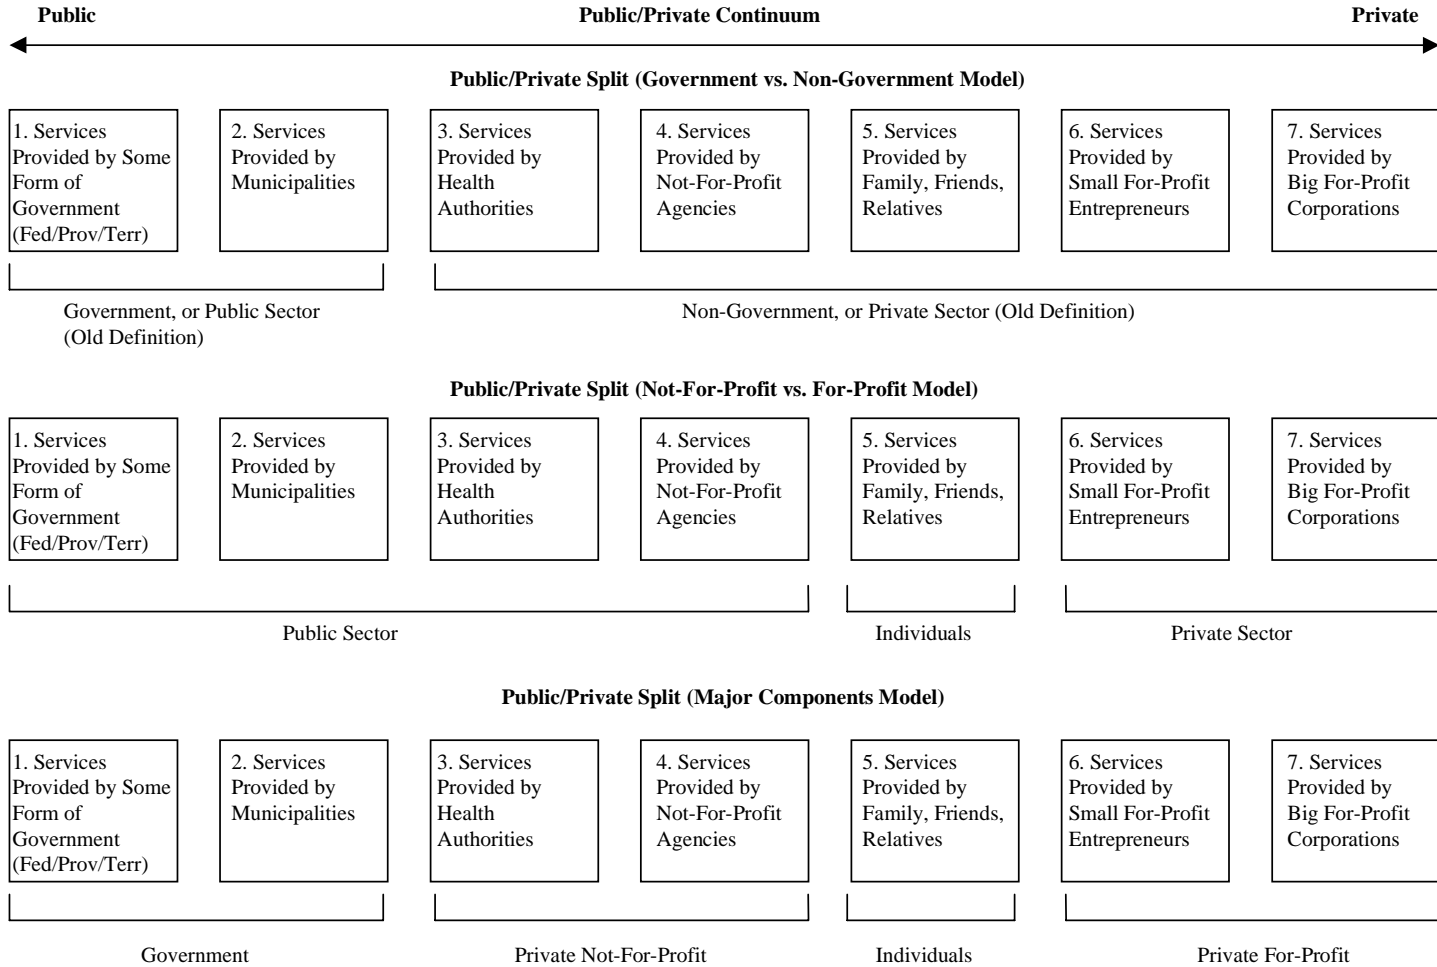 Public
Public/Private Continuum
Private
Public/Private Split (Government vs. Non-Government Model)
1. Services
Provided by Some
Form of
Government
(Fed/Prov/Terr)
2. Services
Provided by
Municipalities
3. Services
Provided by
Health
Authorities
4. Services
Provided by
Not-For-Profit
Agencies
5. Services
Provided by
Family, Friends,
Relatives
6. Services
Provided by
Small For-Profit
Entrepreneurs
7. Services
Provided by
Big For-Profit
Corporations
Government, or Public Sector
(Old Definition)
Non-Government, or Private Sector (Old Definition)
Public/Private Split (Not-For-Profit vs. For-Profit Model)
1. Services
Provided by Some
Form of
Government
(Fed/Prov/Terr)
2. Services
Provided by
Municipalities
3. Services
Provided by
Health
Authorities
4. Services
Provided by
Not-For-Profit
Agencies
5. Services
Provided by
Family, Friends,
Relatives
6. Services
Provided by
Small For-Profit
Entrepreneurs
7. Services
Provided by
Big For-Profit
Corporations
Public Sector
Individuals
Private Sector
Public/Private Split (Major Components Model)
1. Services
Provided by Some
Form of
Government
(Fed/Prov/Terr)
2. Services
Provided by
Municipalities
3. Services
Provided by
Health
Authorities
4. Services
Provided by
Not-For-Profit
Agencies
5. Services
Provided by
Family, Friends,
Relatives
6. Services
Provided by
Small For-Profit
Entrepreneurs
7. Services
Provided by
Big For-Profit
Corporations
Government
Private Not-For-Profit
Individuals
Private For-Profit